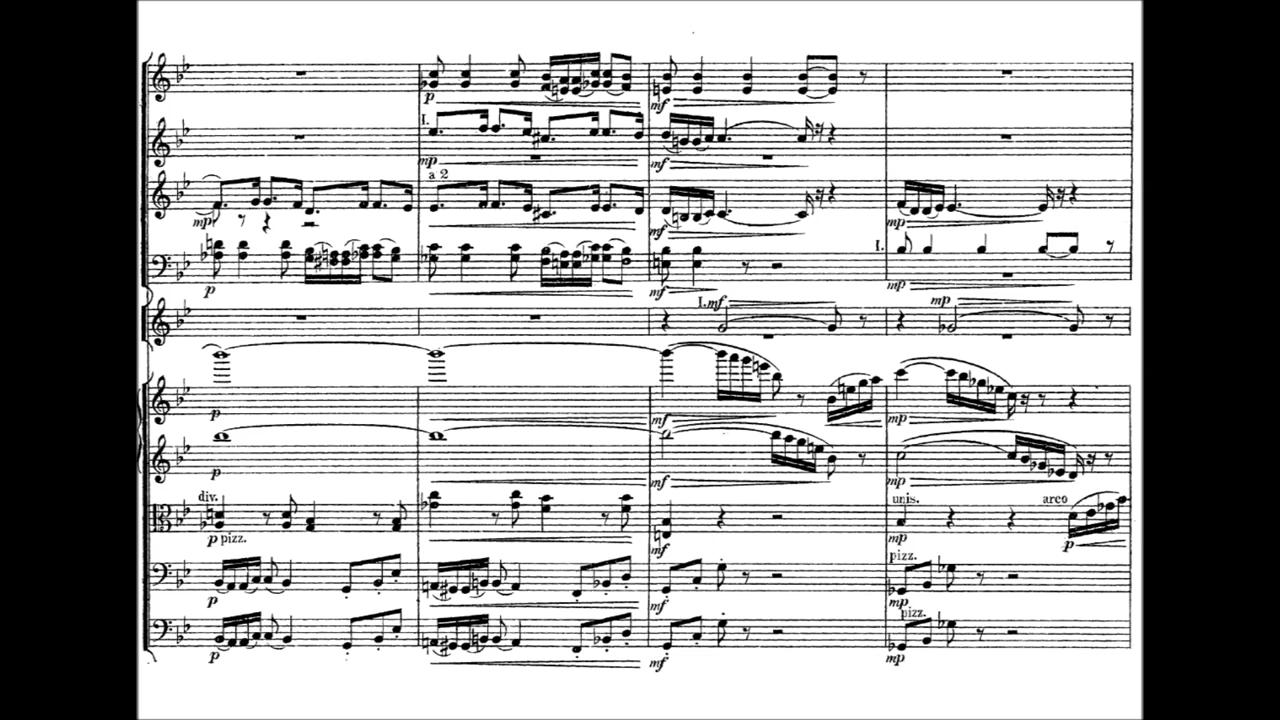 p mf
I.
mp mf
a 2
mp mf mp
I.
p mf mp
I. mf mp
p mf mp
p mf mp
div. unis. arco
p pizz. mf mp p
pizz.
p mf mp
pizz.
p mf mp